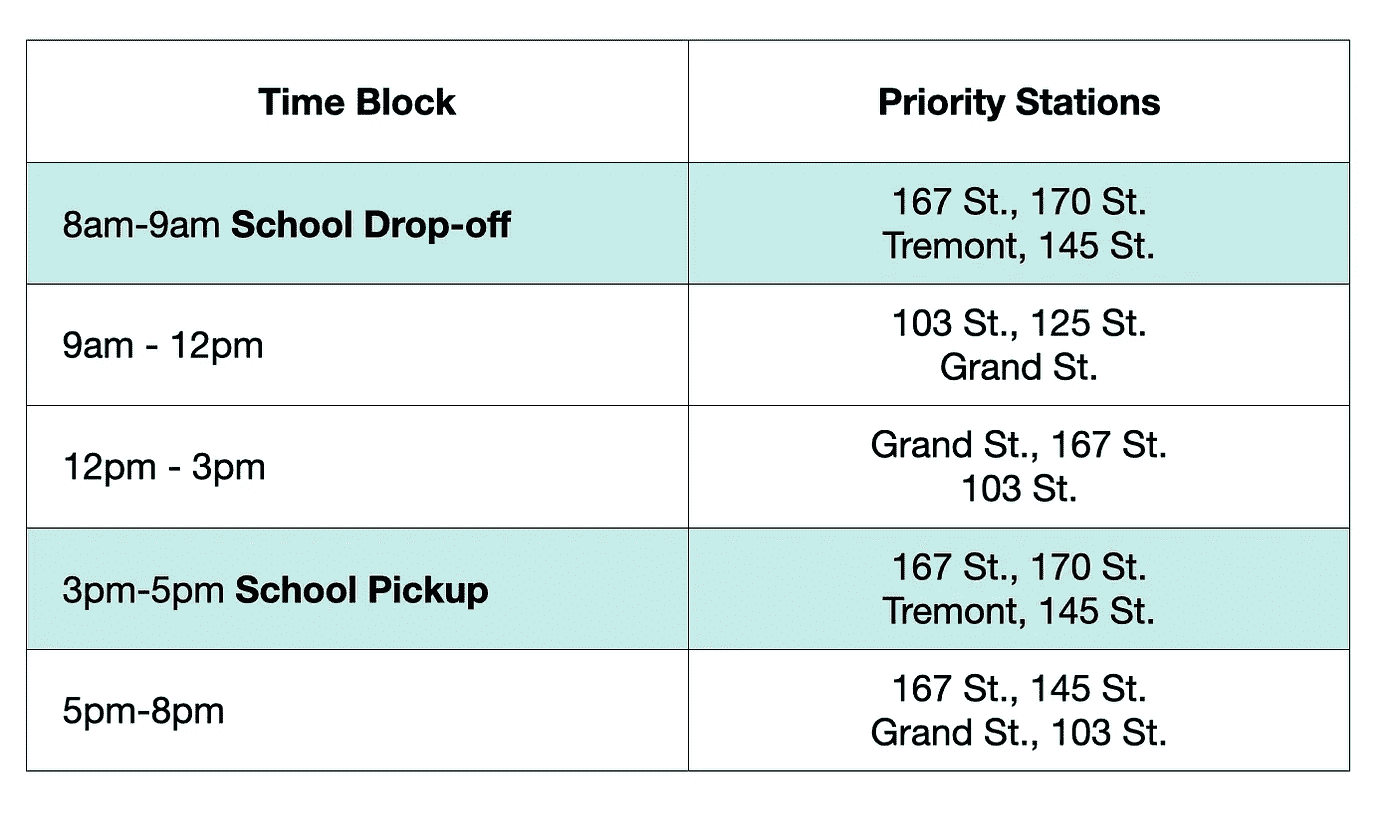 Time Block
Priority Stations
8am-9am School Drop-off
167 St., 170 St.
Tremont, 145 St.
9am - 12pm
103 St., 125 St.
Grand St.
12pm - 3pm
Grand St., 167 St.
103 St.
3pm-5pm School Pickup
167 St., 170 St.
Tremont, 145 St.
5pm-8pm
167 St., 145 St.
Grand St., 103 St.